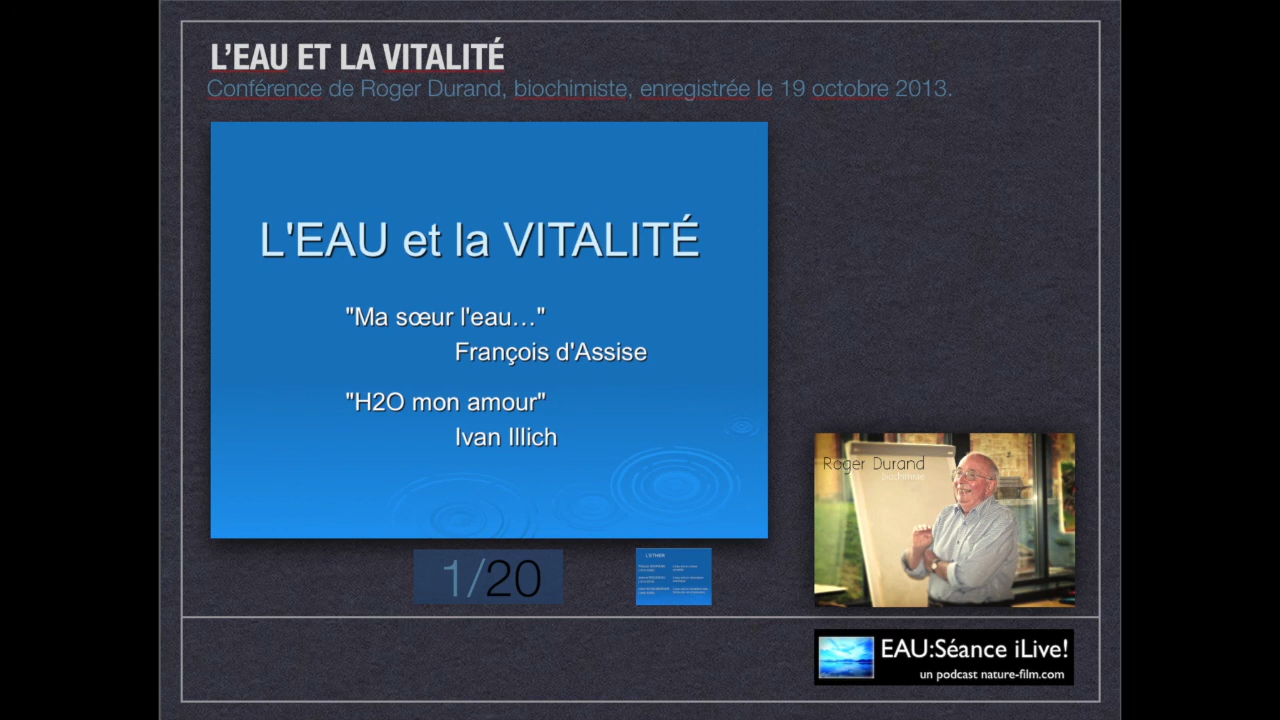 L'EAU ET LA VITALITÉ
Conférence de Roger Durand, biochimiste, enregistrée le 19 octobre 2013.
L'EAU et la VITALITÉ
"Ma sœur l'eau…"
François d'Assise
"H2O mon amour"
Ivan Illich
1/20
L'ETHER
Roger Durand
biochimiste
EAU:Séance iLive!
un podcast nature-film.com